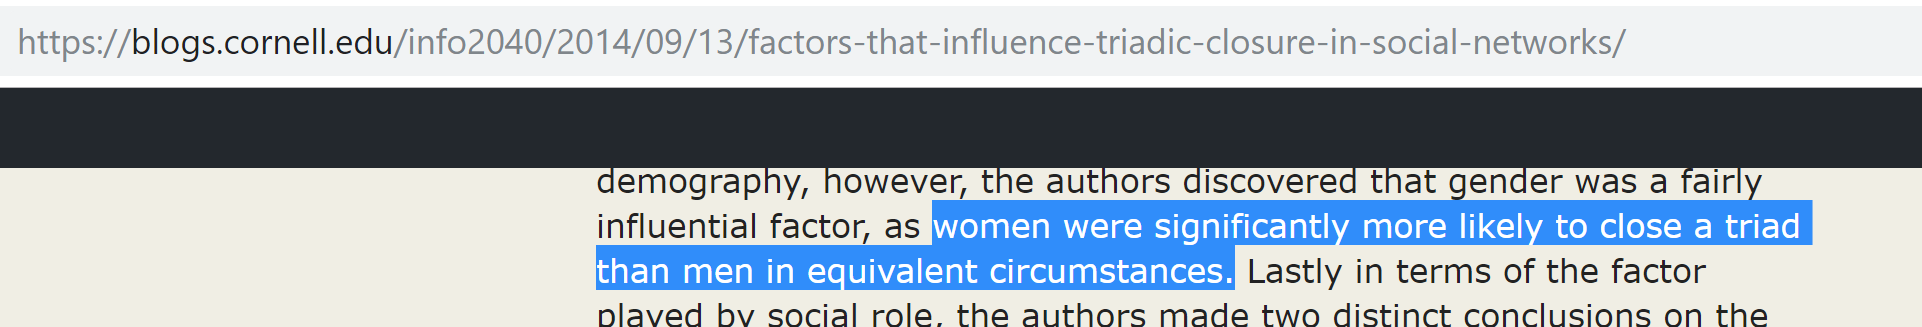 https://blogs.cornell.edu/info2040/2014/09/13/factors-that-influence-triadic-closure-in-social-networks/
demography, however, the authors discovered that gender was a fairly
influential factor, as women were significantly more likely to close a triad
than men in equivalent circumstances. Lastly in terms of the factor
played by social role, the authors made two distinct conclusions on the